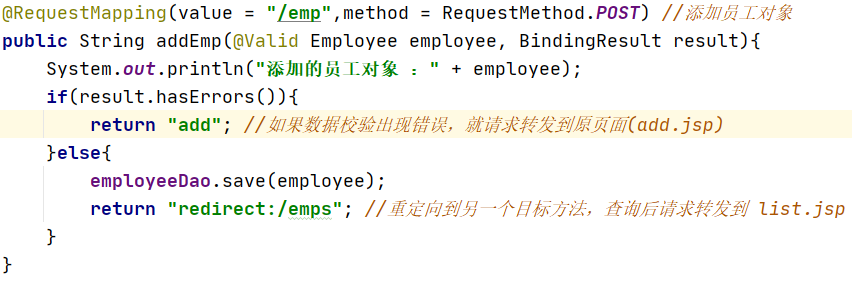 @RequestMapping(value = "/emp",method = RequestMethod.POST) //添加员工对象
public String addEmp(@Valid Employee employee, BindingResult result){
    System.out.println("添加的员工对象 ：" + employee);
    if(result.hasErrors()){
        return "add"; //如果数据校验出现错误，就请求转发到原页面(add.jsp)
    }else{
        employeeDao.save(employee);
        return "redirect:/emps"; //重定向到另一个目标方法，查询后请求转发到 list.jsp
    }
}